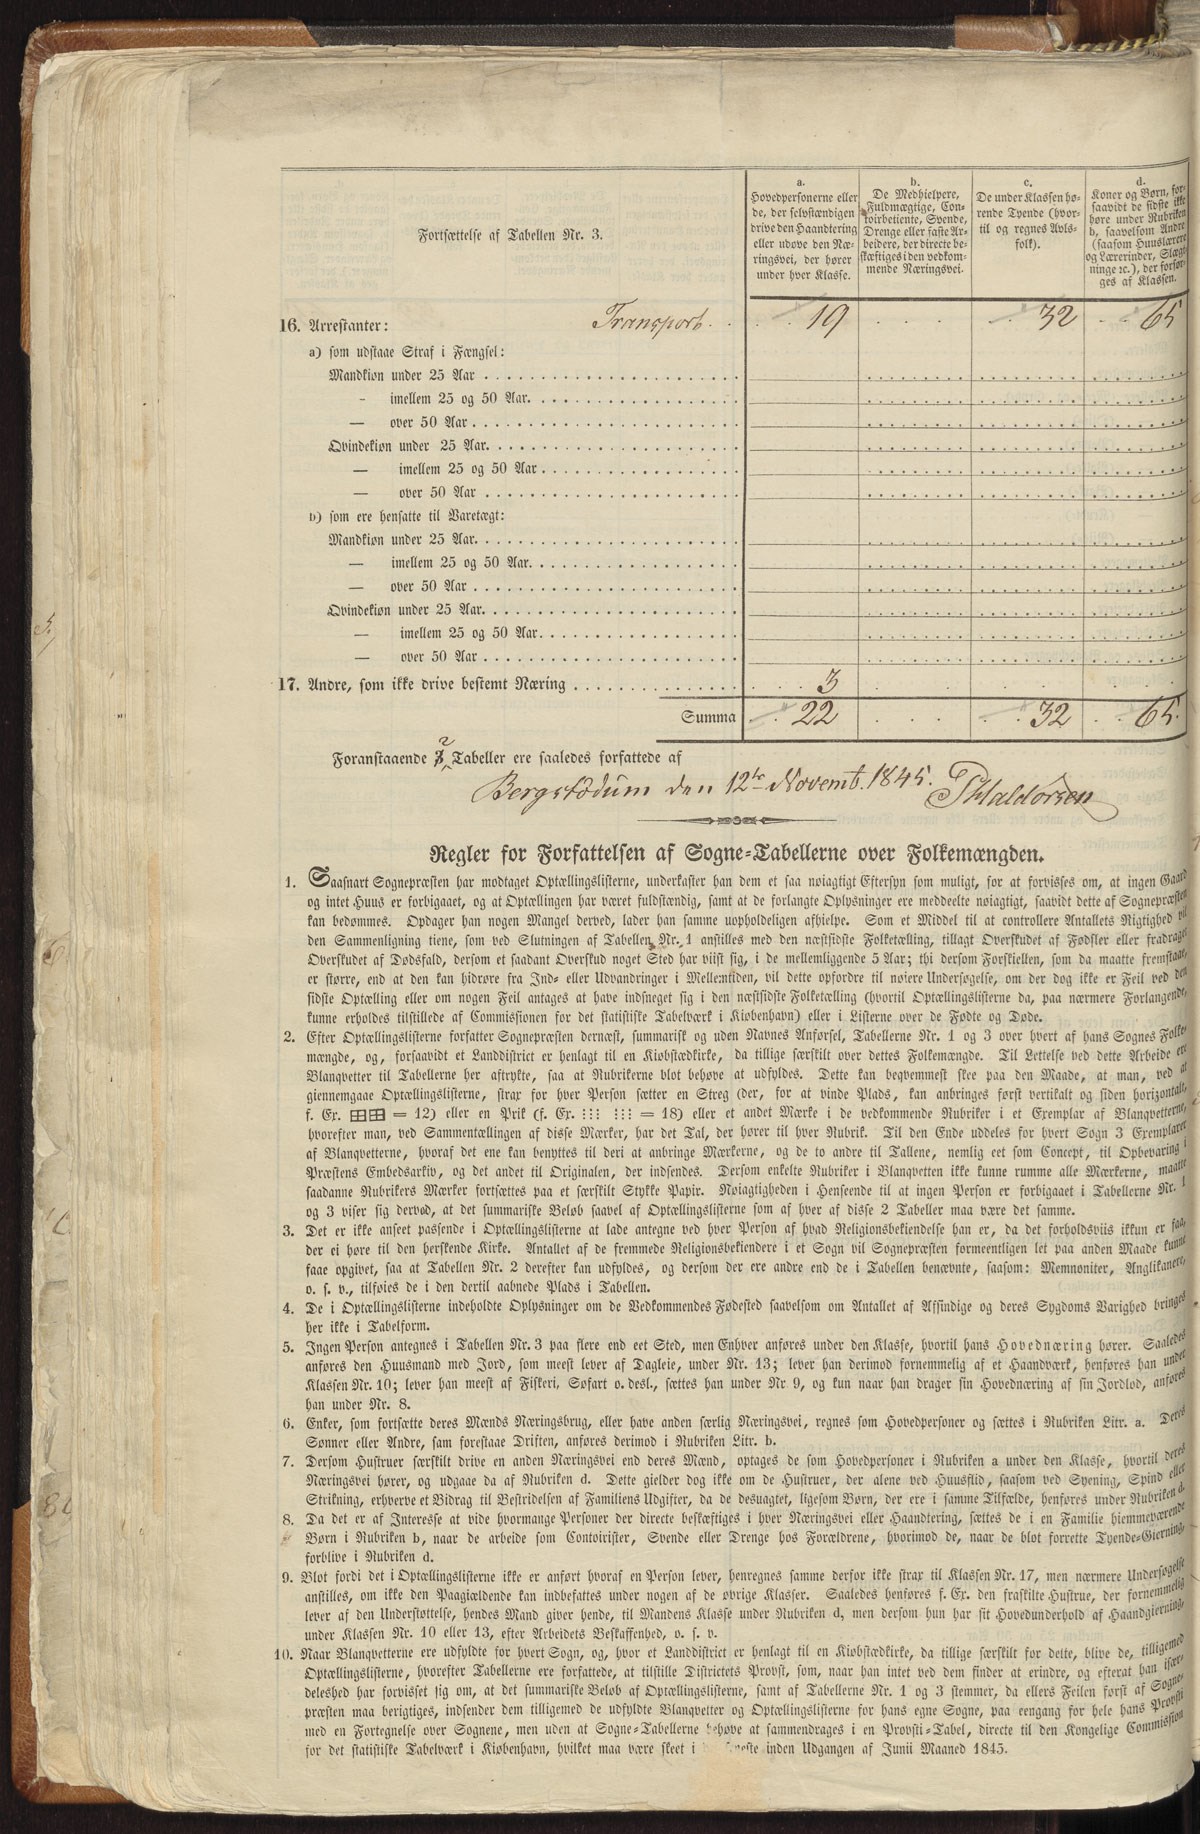 Fortsættelse af Tabellen Nr. 3.
a.
Hovedpersonerne eller
de, der selvstændigen
drive den Haandtering
eller udøve den Næ-
ringsvei, der hører
under hver Klasse.
b.
De Medhielpere,
Fuldmægtige, Con-
toirbetiente, Svende,
Drenge eller faste Ar-
beidere, der directe be-
skæftiges i den vedkom-
mende Næringsvei.
c.
De under Klassen hø-
rende Tyende (hvor-
til og regnes Avls-
folk).
d.
Koner og Børn, for-
saavidt de sidste ikke
høre under Rubriken
b, saavelsom Andre
(saasom Huuslærere
og Lærerinder, Slægt-
ninge ec.), der forsør-
ges af Klassen.
16. Arrestanter: Transport. 19 32 65
a) som udstaae Straf i Fængsel:
Mandkiøn under 25 Aar
- imellem 25 og 50 Aar.
— over 50 Aar
Qvindekiøn under 25 Aar.
— imellem 25 og 50 Aar
— over 50 Aar
b) som ere hensatte til Varetægt:
Mandkiøn under 25 Aar.
— imellem 25 og 50 Aar.
— over 50 Aar
Qvindekiøn under 25 Aar.
— imellem 25 og 50 Aar.
— over 50 Aar
17. Andre, som ikke drive bestemt Næring 3
Summa 22 32 65.
Foranstaaende 3 2 Tabeller ere saaledes forfattede af
Bergstödum den 12te Novemb. 1845. PHaldorsen
Regler for Forfattelsen af Sogne-Tabellerne over Folkemængden.
1. Saasnart Sognepræsten har modtaget Optællingslisterne, underkaster han dem et saa nøiagtigt Eftersyn som muligt, for at forvisses om, at ingen Gaard
og intet Huus er forbigaaet, og at Optællingen har været fuldstændig, samt at de forlangte Oplysninger ere meddeelte nøiagtigt, saavidt dette af Sognepræsten
kan bedømmes. Opdager han nogen Mangel derved, lader han samme uopholdeligen afhielpe. Som et Middel til at controllere Antallets Rigtighed vil
den Sammenligning tiene, som ved Slutningen af Tabellen Nr. 1 anstilles med den næstsidste Folketælling, tillagt Overskudet af Fødsler eller fradraget
Overskudet af Dødsfald, dersom et saadant Overskud noget Sted har viist sig, i de mellemliggende 5 Aar; thi dersom Forskiellen, som da maatte fremstaae,
er større, end at den kan hidrøre fra Ind- eller Udvandringer i Mellemtiden, vil dette opfordre til nøiere Undersøgelse, om der dog ikke er Feil ved den
sidste Optælling eller om nogen Feil antages at have indsneget sig i den næstsidste Folketælling (hvortil Optællingslisterne da, paa nærmere Forlangende,
kunne erholdes tilstillede af Commissionen for det statistiske Tabelværk i Kiøbenhavn) eller i Listerne over de Fødte og Døde.
2. Efter Optællingslisterne forfatter Sognepræsten dernæst, summarisk og uden Navnes Anførsel, Tabellerne Nr. 1 og 3 over hvert af hans Sognes Folke-
mængde, og, forsaavidt et Landdistrict er henlagt til en Kiøbstædkirke, da tillige særskilt over dettes Folkemængde. Til Lettelse ved dette Arbeide ere
Blanqvetter til Tabellerne her aftrykte, saa at Rubrikerne blot behøve at udfyldes. Dette kan beqvemmest skee paa den Maade, at man, ved at
giennemgaae Optællingslisterne, strax for hver Person sætter en Streg (der, for at vinde Plads, kan anbringes først vertikalt og siden horizontalt,
f. Ex. ⊞⊞ = 12) eller en Prik (f. Ex. ⫶⫶⫶ ⫶⫶⫶ = 18) eller et andet Mærke i de vedkommende Rubriker i et Exemplar af Blanqvetterne,
hvorefter man, ved Sammentællingen af disse Mærker, har det Tal, der hører til hver Rubrik. Til den Ende uddeles for hvert Sogn 3 Exemplarer
af Blanqvetterne, hvoraf det ene kan benyttes til deri at anbringe Mærkerne, og de to andre til Tallene, nemlig eet som Concept, til Opbevaring i
Præstens Embedsarkiv, og det andet til Originalen, der indsendes. Dersom enkelte Rubriker i Blanqvetten ikke kunne rumme alle Mærkerne, maatte
saadanne Rubrikers Mærker fortsættes paa et særskilt Stykke Papir. Nøiagtigheden i Henseende til at ingen Person er forbigaaet i Tabellerne Nr. 1
og 3 viser sig derved, at det summariske Beløb saavel af Optællingslisterne som af hver af disse 2 Tabeller maa være det samme.
3. Det er ikke anseet passende i Optællingslisterne at lade antegne ved hver Person af hvad Religionsbekiendelse han er, da det forholdsviis ikkun er faa,
der ei høre til den herskende Kirke. Antallet af de fremmede Religionsbekiendere i et Sogn vil Sognepræsten formeentligen let paa anden Maade kunne
faae opgivet, saa at Tabellen Nr. 2 derefter kan udfyldes, og dersom der ere andre end de i Tabellen benævnte, saasom: Memnoniter, Anglikanere,
o. s. v., tilføies de i den dertil aabnede Plads i Tabellen.
4. De i Optællingslisterne indeholdte Oplysninger om de Vedkommendes Fødested saavelsom om Antallet af Afsindige og deres Sygdoms Varighed bringes
her ikke i Tabelform.
5. Ingen Person antegnes i Tabellen Nr. 3 paa flere end eet Sted, men Enhver anføres under den Klasse, hvortil hans Hovednæring hører. Saaledes
anføres den Huusmand med Jord, som meest lever af Dagleie, under Nr. 13; lever han derimod fornemmelig af et Haandværk, henføres han under
Klassen Nr. 10; lever han meest af Fiskeri, Søfart o. desl., sættes han under Nr 9, og kun naar han drager sin Hovednæring af sin Jordlod, anføres
han under Nr. 8.
6. Enker, som fortsætte deres Mænds Næringsbrug, eller have anden særlig Næringsvei, regnes som Hovedpersoner og sættes i Rubriken Litr. a. Deres
Sønner eller Andre, sam forestaae Driften, anføres derimod i Rubriken Litr. b.
7. Dersom Hustruer særskilt drive en anden Næringsvei end deres Mænd, optages de som Hovedpersoner i Rubriken a under den Klasse, hvortil deres
Næringsvei hører, og udgaae da af Rubriken d. Dette gielder dog ikke om de Hustruer, der alene ved Huusflid, saasom ved Syening, Spind eller
Strikning, erhverve et Bidrag til Bestridelsen af Familiens Udgifter, da de desuagtet, ligesom Børn, der ere i samme Tilfælde, henføres under Rubriken d.
8. Da det er af Interesse at vide hvormange Personer der directe beskæftiges i hver Næringsvei eller Haandtering, sættes de i en Familie hiemmeværende
Børn i Rubriken b, naar de arbeide som Contoirister, Svende eller Drenge hos Forældrene, hvorimod de, naar de blot forrette Tyende-Gierning,
forblive i Rubriken d.
9. Blot fordi det i Optællingslisterne ikke er anført hvoraf en Person lever, henregnes samme derfor ikke strax til Klassen Nr. 17, men nærmere Undersøgelse
anstilles, om ikke den Paagiældende kan indbefattes under nogen af de øvrige Klasser. Saaledes henføres f. Ex. den fraskilte Hustrue, der fornemmelig
lever af den Understøttelse, hendes Mand giver hende, til Mandens Klasse under Rubriken d, men dersom hun har sit Hovedunderhold af Haandgierning,
under Klassen Nr. 10 eller 13, efter Arbeidets Beskaffenhed, o. s. v.
10. Naar Blanqvetterne ere udfyldte for hvert Sogn, og, hvor et Landdistrict er henlagt til en Kiøbstædkirke, da tillige særskilt for dette, blive de, tilligemed
Optællingslisterne, hvorefter Tabellerne ere forfattede, at tilstille Districtets Provst, som, naar han intet ved dem finder at erindre, og efterat han især-
deleshed har forvisset sig om, at det summariske Beløb af Optællingslisterne, samt af Tabellerne Nr. 1 og 3 stemmer, da ellers Feilen først af Sogne-
præsten maa berigtiges, indsender dem tilligemed de udfyldte Blanqvetter og Optællingslisterne for hans egne Sogne, paa eengang for hele hans Provsti
med en Fortegnelse over Sognene, men uden at Sogne-Tabellerne behøve at sammendrages i en Provsti-Tabel, directe til den Kongelige Commission
for det statistiske Tabelværk i Kiøbenhavn, hvilket maa være skeet i inden Udgangen af Junii Maaned 1845.